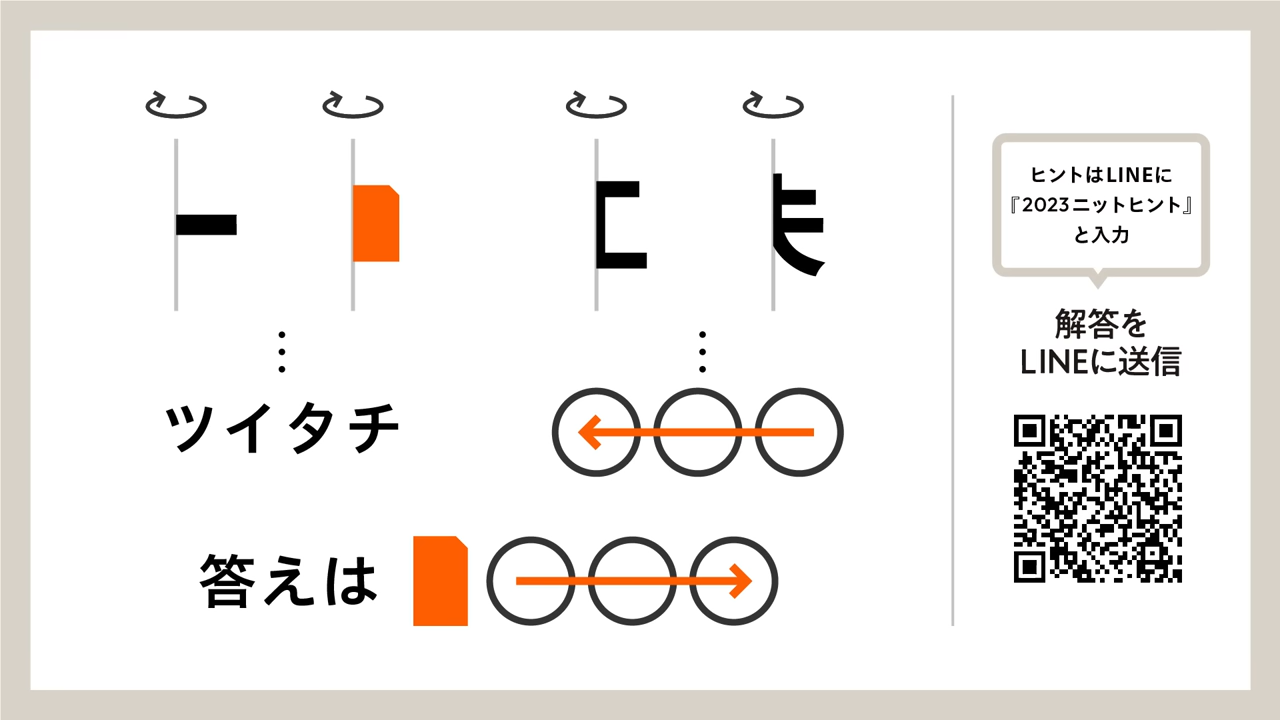 ツイタチ
答えは
ヒントはLINEに
『2023ニットヒント』
と入力
解答を
LINEに送信